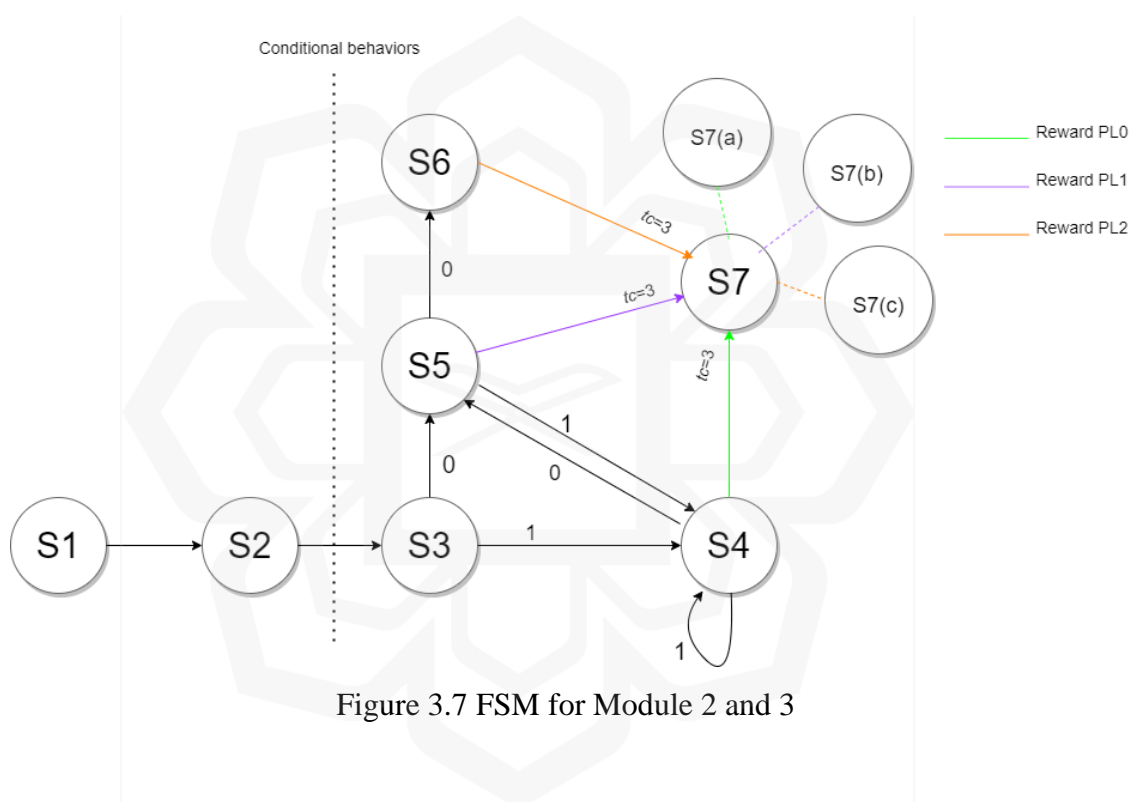 Conditional behaviors
S6
S7(a)
S7(b)
S7(c)
Reward PL0
Reward PL1
Reward PL2
tc=3
0
S7
tc=3
S5
tc=3
1
0
0
S1
S2
S3
1
S4
1
Figure 3.7 FSM for Module 2 and 3